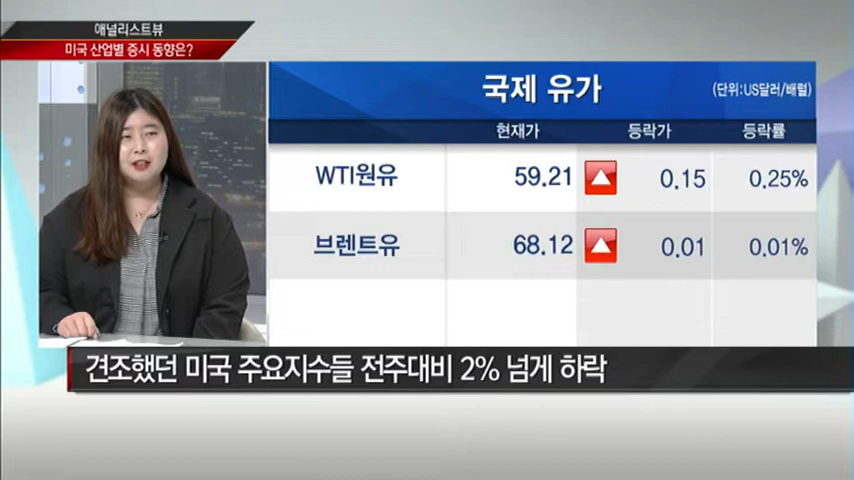 애널리스트뷰
미국 산업별 증시 동향은?
국제 유가
(단위:US달러/배럴)
현재가 등락가 등락률
WTI원유 59.21 0.15 0.25%
브렌트유 68.12 0.01 0.01%
견조했던 미국 주요지수들 전주대비 2% 넘게 하락